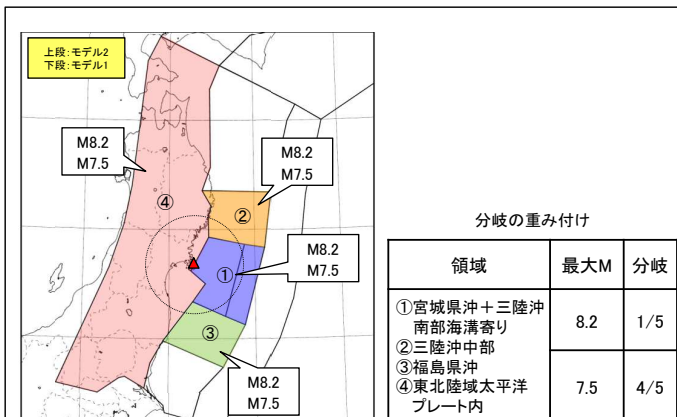 上段:モデル2
下段:モデル1
M8.2
M7.5
④
M8.2
M7.5
②
M8.2
M7.5
①
③
M8.2
M7.5
分岐の重み付け
領域 最大M 分岐
①宮城県沖+三陸沖
南部海溝寄り
②三陸沖中部
③福島県沖
④東北陸域太平洋
プレート内
8.2 1/5
7.5 4/5